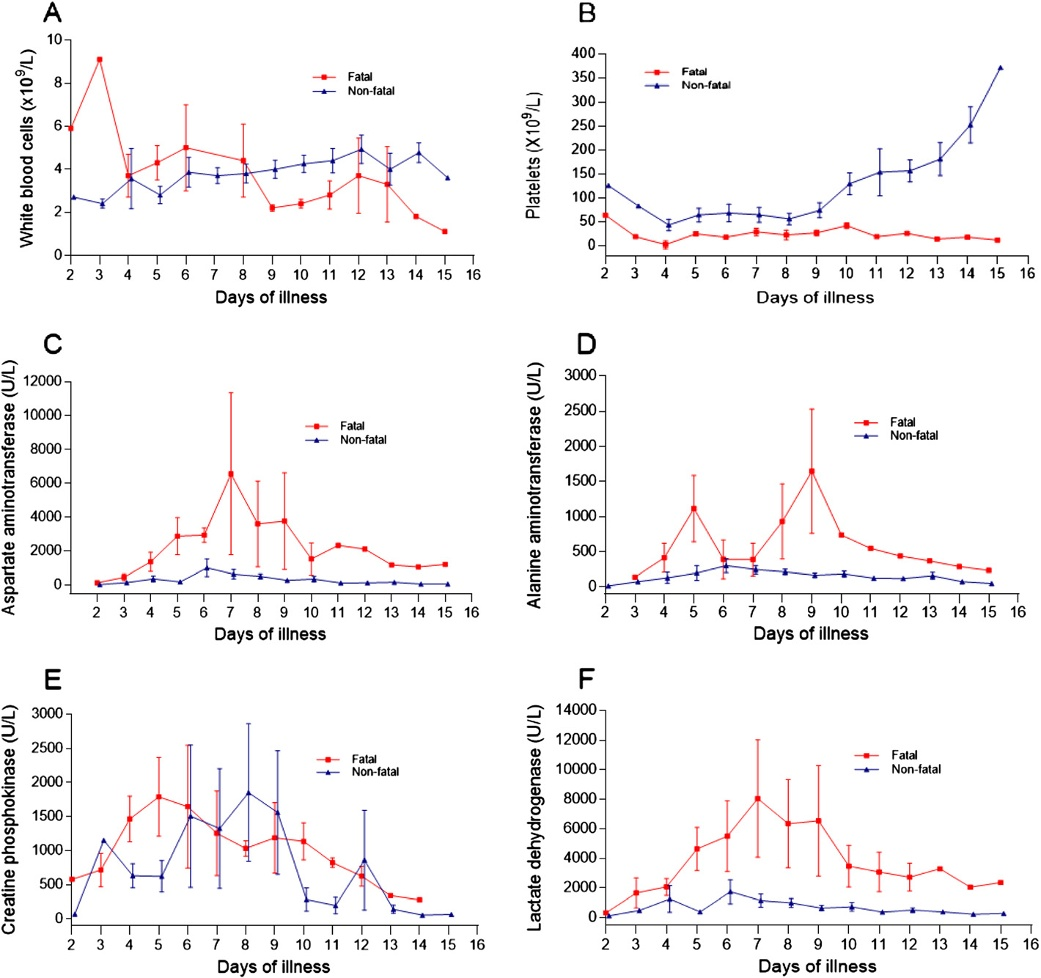 A
White blood cells (x10⁹/L)
10
8
6
4
2
0
Fatal
Non-fatal
2 3 4 5 6 7 8 9 10 11 12 13 14 15 16
Days of illness
B
Platelets (X10⁹/L)
400
350
300
250
200
150
100
50
0
Fatal
Non-fatal
2 3 4 5 6 7 8 9 10 11 12 13 14 15 16
Days of illness
C
Aspartate aminotransferase (U/L)
12000
10000
8000
6000
4000
2000
0
Fatal
Non-fatal
2 3 4 5 6 7 8 9 10 11 12 13 14 15 16
Days of illness
D
Alanine aminotransferase (U/L)
3000
2500
2000
1500
1000
500
0
Fatal
Non-fatal
2 3 4 5 6 7 8 9 10 11 12 13 14 15 16
Days of illness
E
Creatine phosphokinase (U/L)
3000
2500
2000
1500
1000
500
0
Fatal
Non-fatal
2 3 4 5 6 7 8 9 10 11 12 13 14 15 16
Days of illness
F
Lactate dehydrogenase (U/L)
14000
12000
10000
8000
6000
4000
2000
0
Fatal
Non-fatal
2 3 4 5 6 7 8 9 10 11 12 13 14 15 16
Days of illness